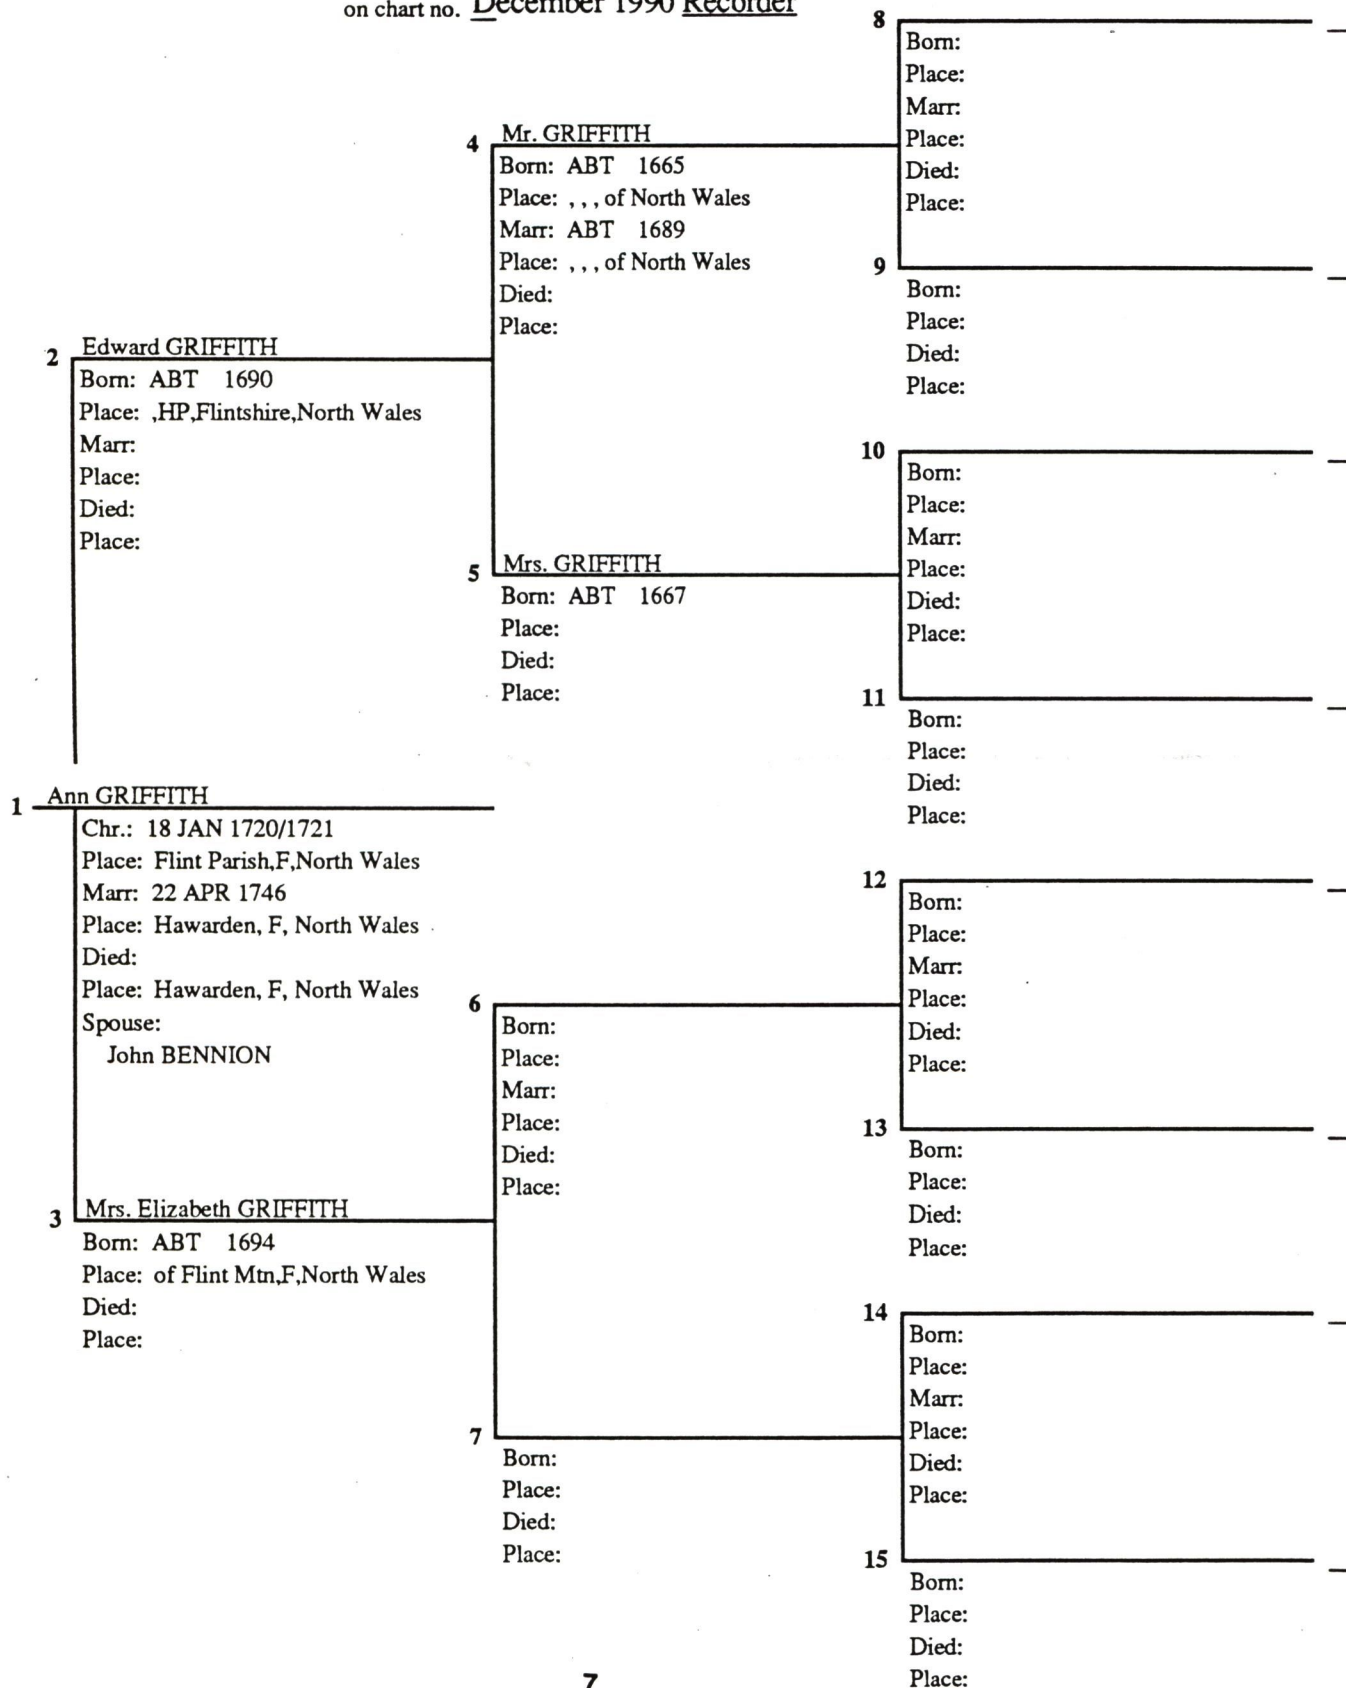 on chart no. December 1990 Recorder
8
Born:
Place:
Marr:
Place:
Died:
Place:
4 Mr. GRIFFITH
Born: ABT 1665
Place: , , , of North Wales
Marr: ABT 1689
Place: , , , of North Wales
Died:
Place:
9
Born:
Place:
Died:
Place:
2 Edward GRIFFITH
Born: ABT 1690
Place: ,HP,Flintshire,North Wales
Marr:
Place:
Died:
Place:
10
Born:
Place:
Marr:
Place:
Died:
Place:
5 Mrs. GRIFFITH
Born: ABT 1667
Place:
Died:
Place:
11
Born:
Place:
Died:
Place:
1 Ann GRIFFITH
Chr.: 18 JAN 1720/1721
Place: Flint Parish,F,North Wales
Marr: 22 APR 1746
Place: Hawarden, F, North Wales
Died:
Place: Hawarden, F, North Wales
Spouse:
John BENNION
12
Born:
Place:
Marr:
Place:
Died:
Place:
6
Born:
Place:
Marr:
Place:
Died:
Place:
13
Born:
Place:
Died:
Place:
3 Mrs. Elizabeth GRIFFITH
Born: ABT 1694
Place: of Flint Mtn,F,North Wales
Died:
Place:
14
Born:
Place:
Marr:
Place:
Died:
Place:
7
Born:
Place:
Died:
Place:
15
Born:
Place:
Died:
Place:
7